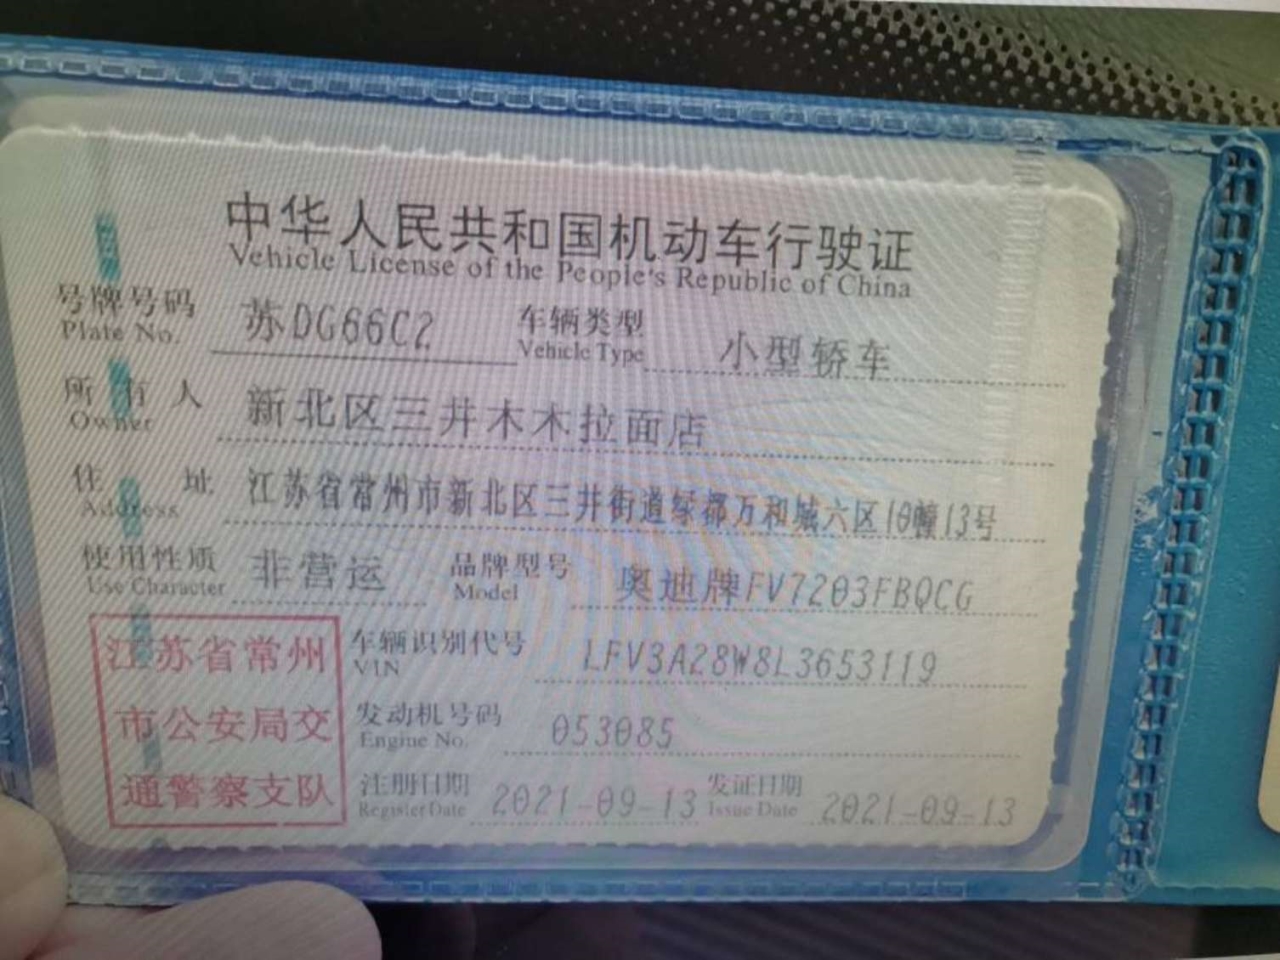 中华人民共和国机动车行驶证
Vehicle License of the People's Republic of China
号牌号码 苏DG66C2 车辆类型 小型轿车
Plate No. Vehicle Type
所有人 新北区三井木木拉面店
Owner
住址 江苏省常州市新北区三井街道绿都万和城六区10幢13号
Address
使用性质 非营运 品牌型号 奥迪牌FV7203FBQCG
Use Character Model
江苏省常州
市公安局交
通警察支队
车辆识别代号 LFV3A28W8L3653119
VIN
发动机号码 053085
Engine No.
注册日期 2021-09-13 发证日期 2021-09-13
Register Date Issue Date